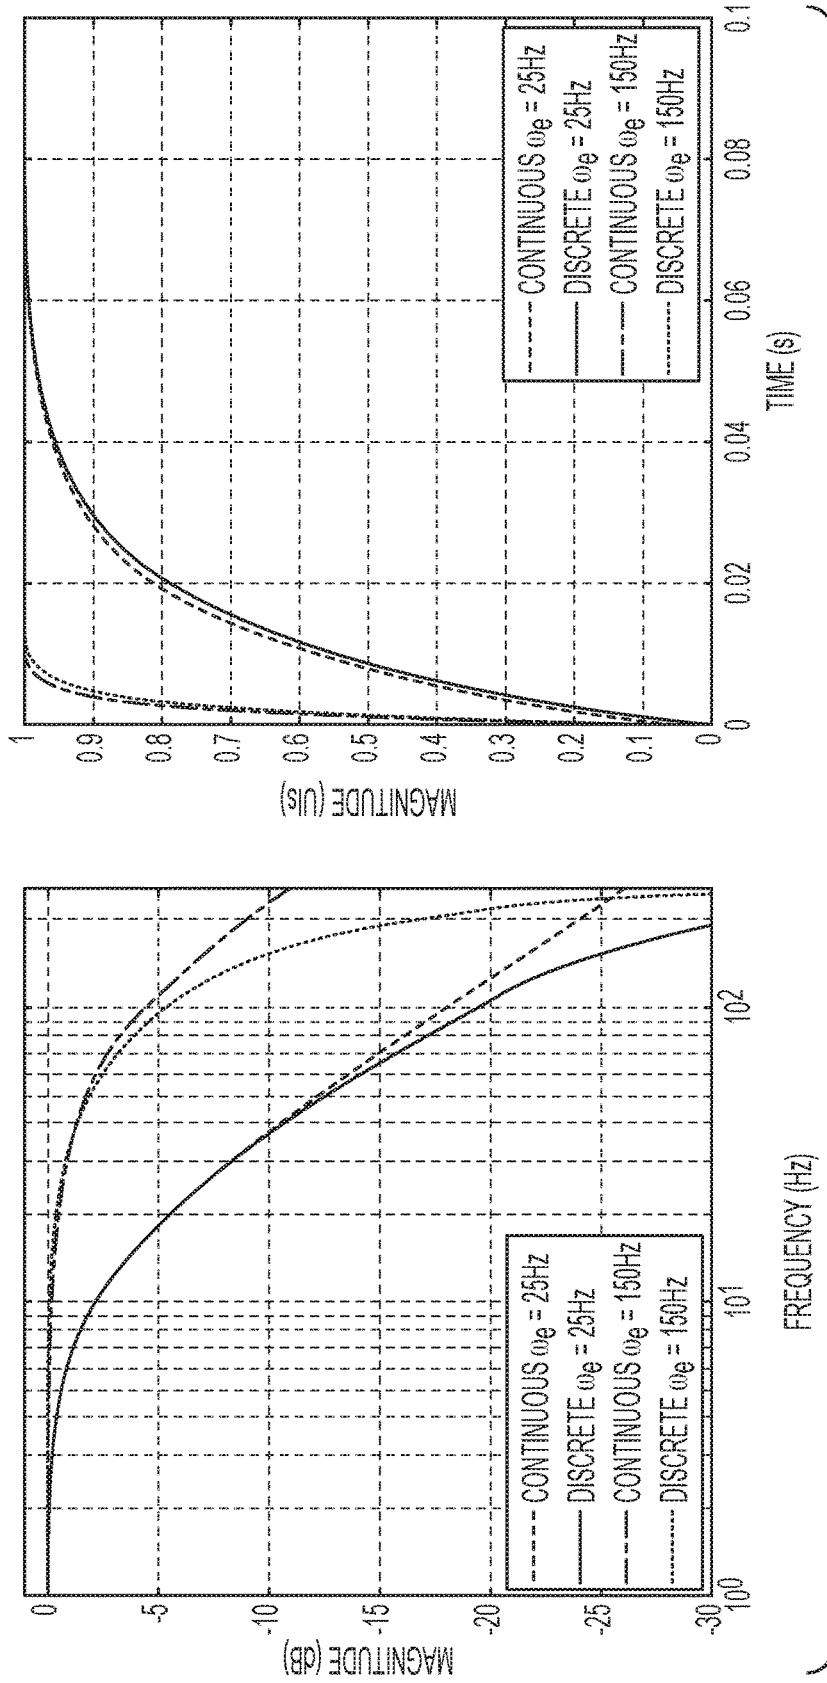 0
-5
-10
-15
-20
-25
-30
MAGNITUDE (dB)
10⁰
10¹
10²
FREQUENCY (Hz)
CONTINUOUS ωe = 25Hz
DISCRETE ωe = 25Hz
CONTINUOUS ωe = 150Hz
DISCRETE ωe = 150Hz
1
0.9
0.8
0.7
0.6
0.5
0.4
0.3
0.2
0.1
0
MAGNITUDE (UIs)
0
0.02
0.04
0.06
0.08
0.1
TIME (s)
CONTINUOUS ωe = 25Hz
DISCRETE ωe = 25Hz
CONTINUOUS ωe = 150Hz
DISCRETE ωe = 150Hz